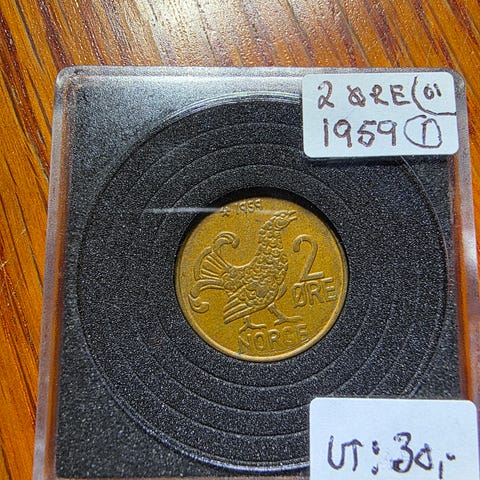 2 ØRE (01
1959 (1)
1959
2
ØRE
NORGE
UT: 30,-